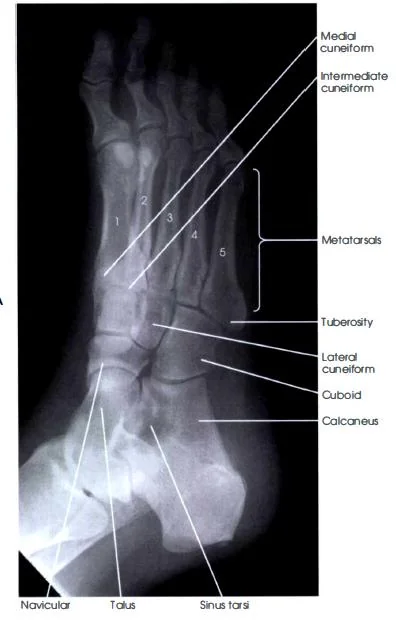 Medial
cuneiform
Intermediate
cuneiform
1
2
3
4
5
Metatarsals
A
Tuberosity
Lateral
cuneiform
Cuboid
Calcaneus
Navicular
Talus
Sinus tarsi